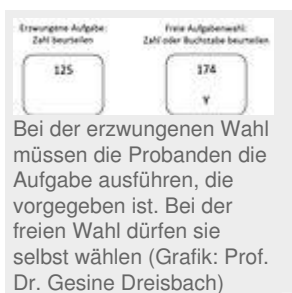 Erzwungene Aufgabe:
Zahl beurteilen
Freie Aufgabenwahl:
Zahl oder Buchstabe beurteilen
125
174
Y
Bei der erzwungenen Wahl
müssen die Probanden die
Aufgabe ausführen, die
vorgegeben ist. Bei der
freien Wahl dürfen sie
selbst wählen (Grafik: Prof.
Dr. Gesine Dreisbach)